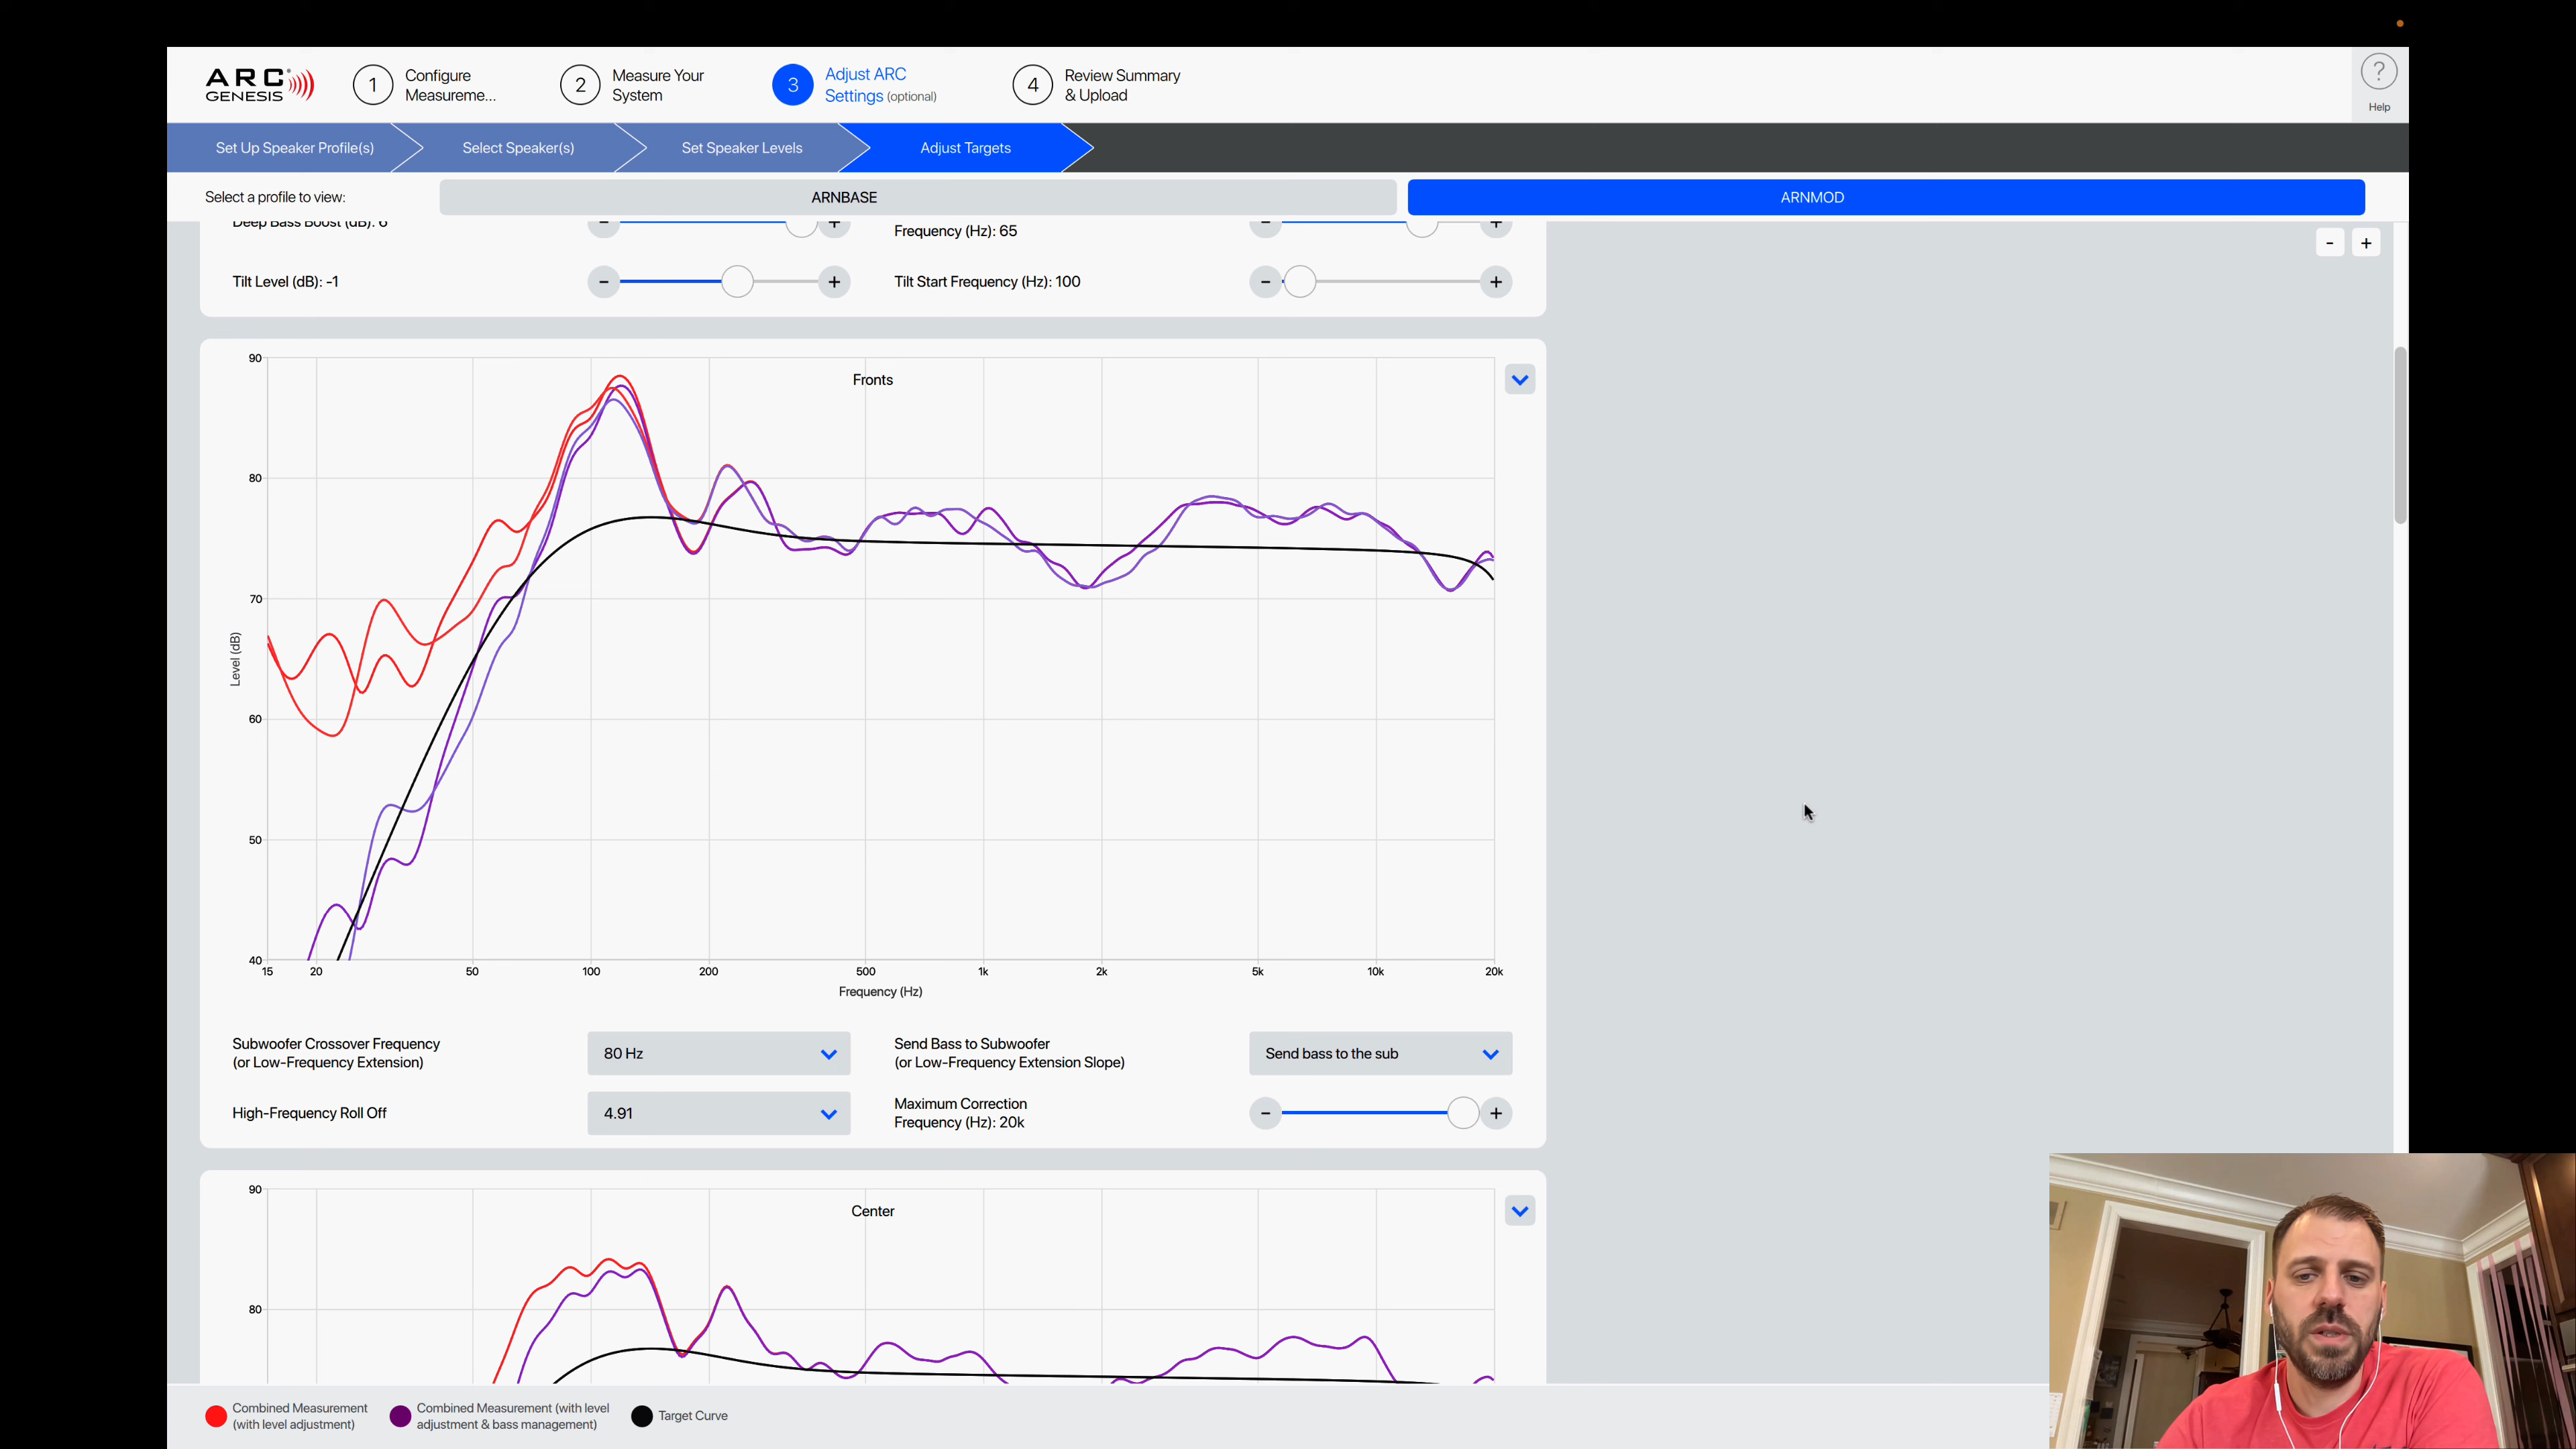 ARC
GENESIS
1
Configure
Measureme...
2
Measure Your
System
3
Adjust ARC
Settings (optional)
4
Review Summary
& Upload
?
Help
Set Up Speaker Profile(s)
Select Speaker(s)
Set Speaker Levels
Adjust Targets
Select a profile to view:
ARNBASE
ARNMOD
Deep Bass Boost (dB): 6
-
+
Frequency (Hz): 65
-
+
-
+
Tilt Level (dB): -1
-
+
Tilt Start Frequency (Hz): 100
-
+
Fronts
90
80
70
60
50
40
Level (dB)
15
20
50
100
200
500
1k
2k
5k
10k
20k
Frequency (Hz)
Subwoofer Crossover Frequency
(or Low-Frequency Extension)
80 Hz
Send Bass to Subwoofer
(or Low-Frequency Extension Slope)
Send bass to the sub
High-Frequency Roll Off
4.91
Maximum Correction
Frequency (Hz): 20k
-
+
Center
90
80
Combined Measurement
(with level adjustment)
Combined Measurement (with level
adjustment & bass management)
Target Curve